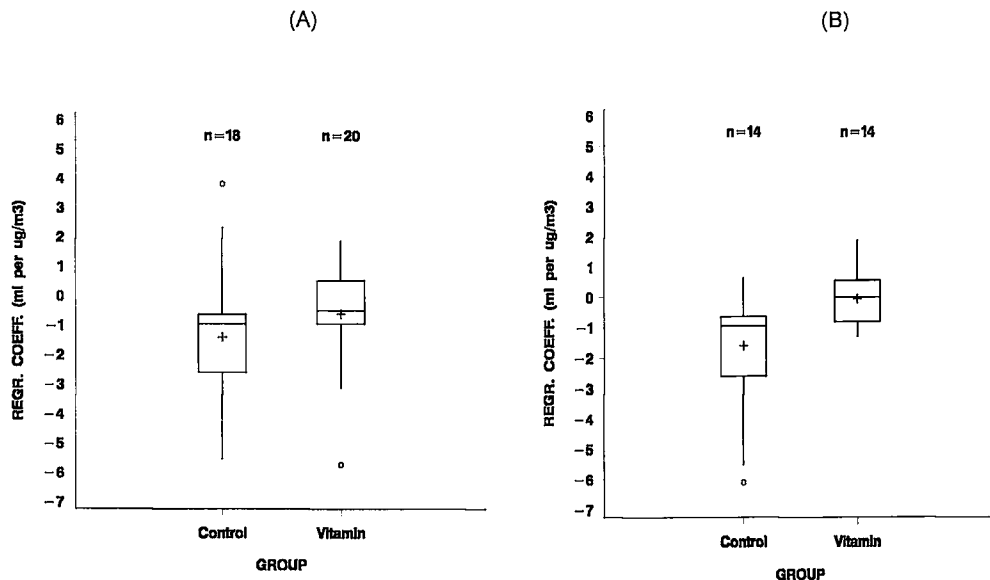 (A)
(B)
REGR. COEFF. (ml per ug/m3)
6
5
4
3
2
1
0
−1
−2
−3
−4
−5
−6
−7
n=18
n=20
Control
Vitamin
GROUP
REGR. COEFF. (ml per ug/m3)
6
5
4
3
2
1
0
−1
−2
−3
−4
−5
−6
−7
n=14
n=14
Control
Vitamin
GROUP